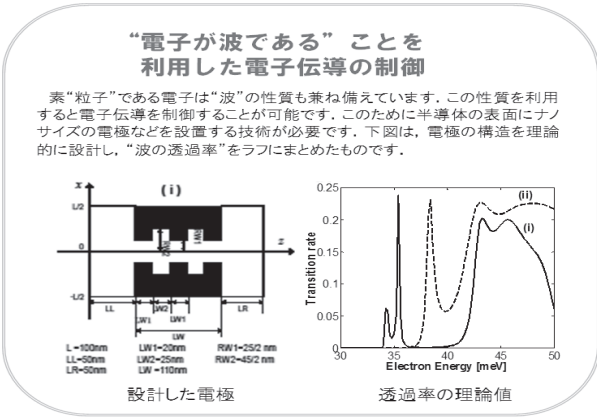 “電子が波である”ことを
利用した電子伝導の制御
素“粒子”である電子は“波”の性質も兼ね備えています．この性質を利用
すると電子伝導を制御することが可能です．このために半導体の表面にナノ
サイズの電極などを設置する技術が必要です．下図は，電極の構造を理論
的に設計し，“波の透過率”をラフにまとめたものです．
x
(i)
L/2
0
-L/2
RW2
RW1
z
LL
LW1
LW2
LW1
LR
LW
L=100nm LW1=20nm RW1=25/2 nm
LL=50nm LW2=25nm RW2=45/2 nm
LR=50nm LW=110nm
設計した電極
0.25
0.2
0.15
0.1
0.05
0
Transition rate
(ii)
(i)
30 35 40 45 50
Electron Energy [meV]
透過率の理論値